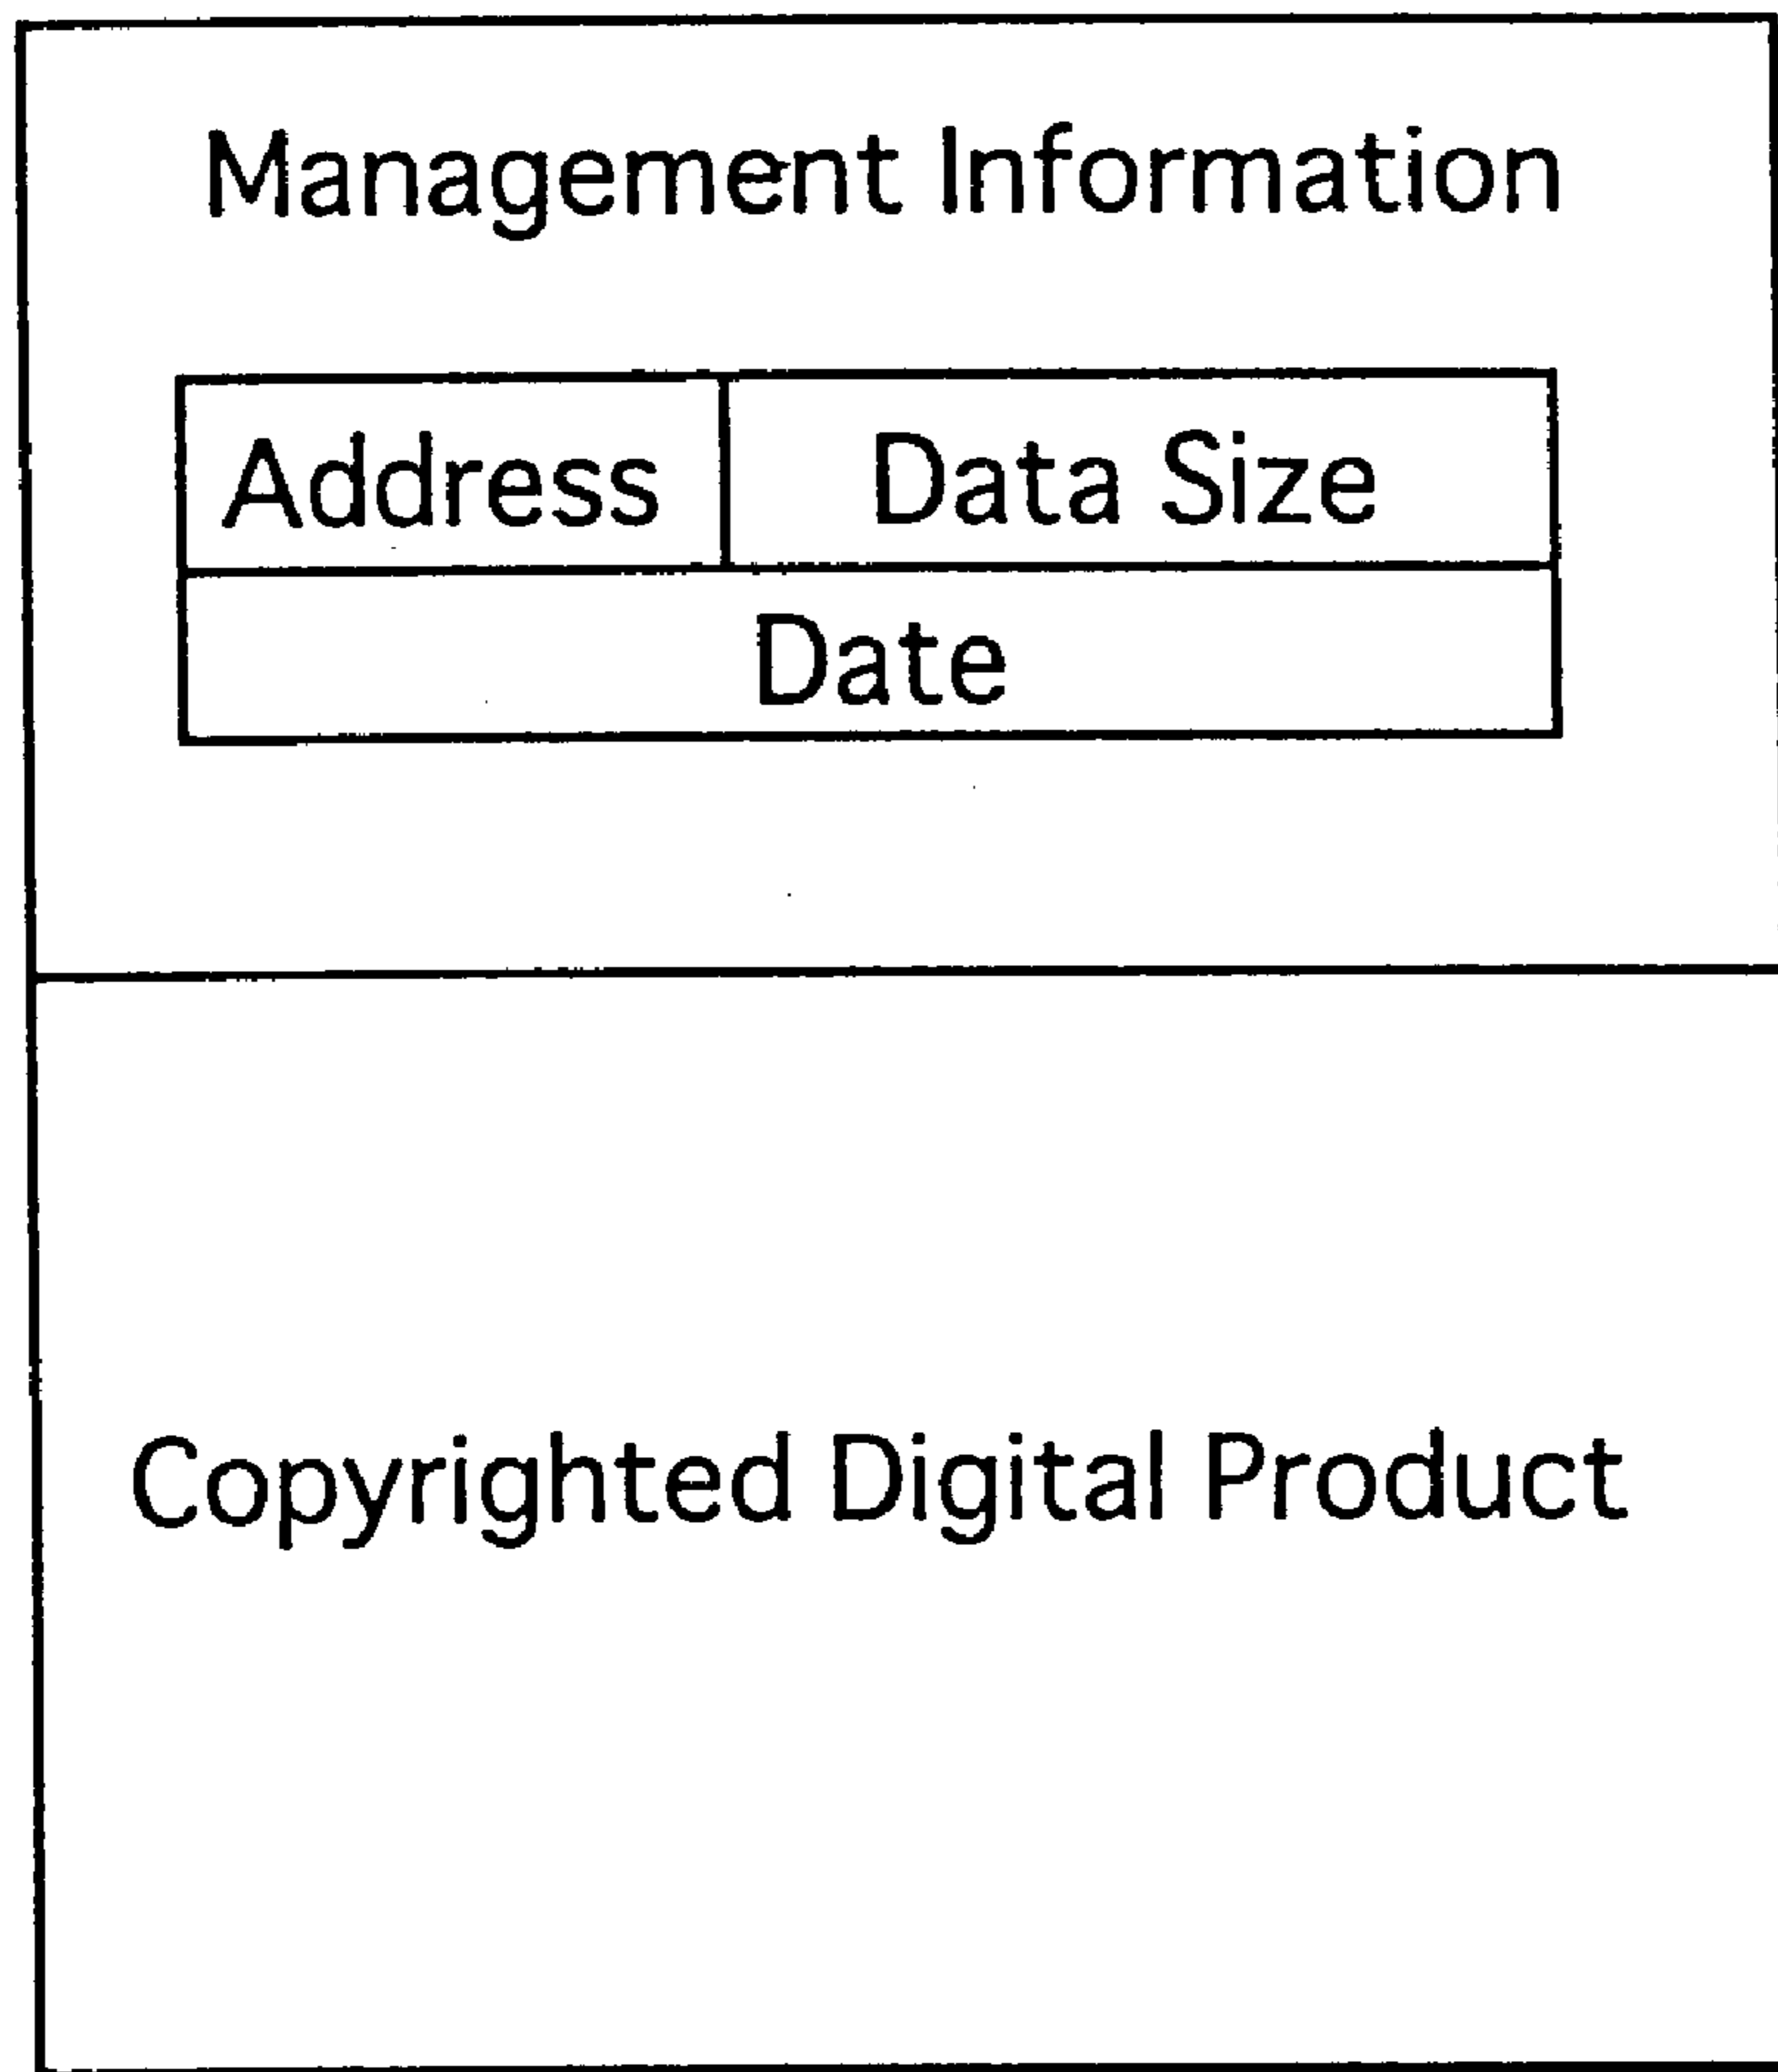 Management Information
Address Data Size
Date
Copyrighted Digital Product